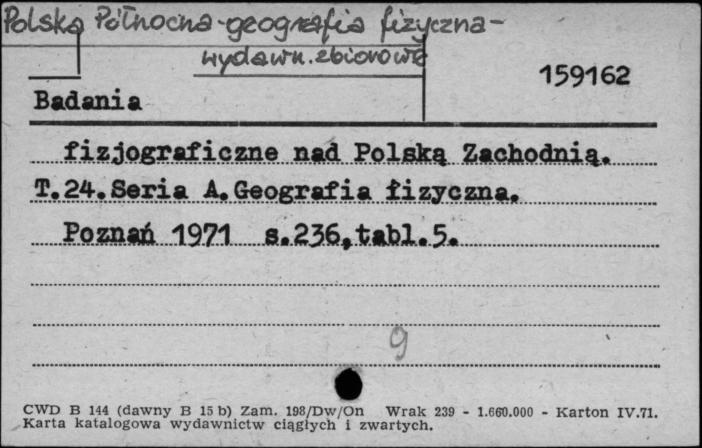 Polska Północna-geografia fizyczna-
wydawn. zbiorowe
159162
Badania
fizjograficzne nad Polską Zachodnią.
T.24.Seria A.Geografia fizyczna.
Poznań 1971 s.236,tabl.5.
9
CWD B 144 (dawny B 15 b) Zam. 198/Dw/On Wrak 239 - 1.660.000 - Karton IV.71.
Karta katalogowa wydawnictw ciągłych i zwartych.